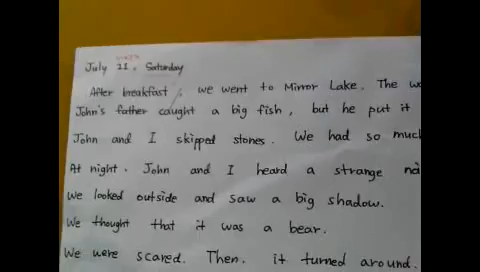 July 21, Saturday
After breakfast, we went to Mirror Lake. The
John's father caught a big fish, but he put it
John and I skipped stones. We had so much
At night. John and I heard a strange
We looked outside and saw a big shadow.
We thought that it was a bear.
We were scared. Then. it turned around.